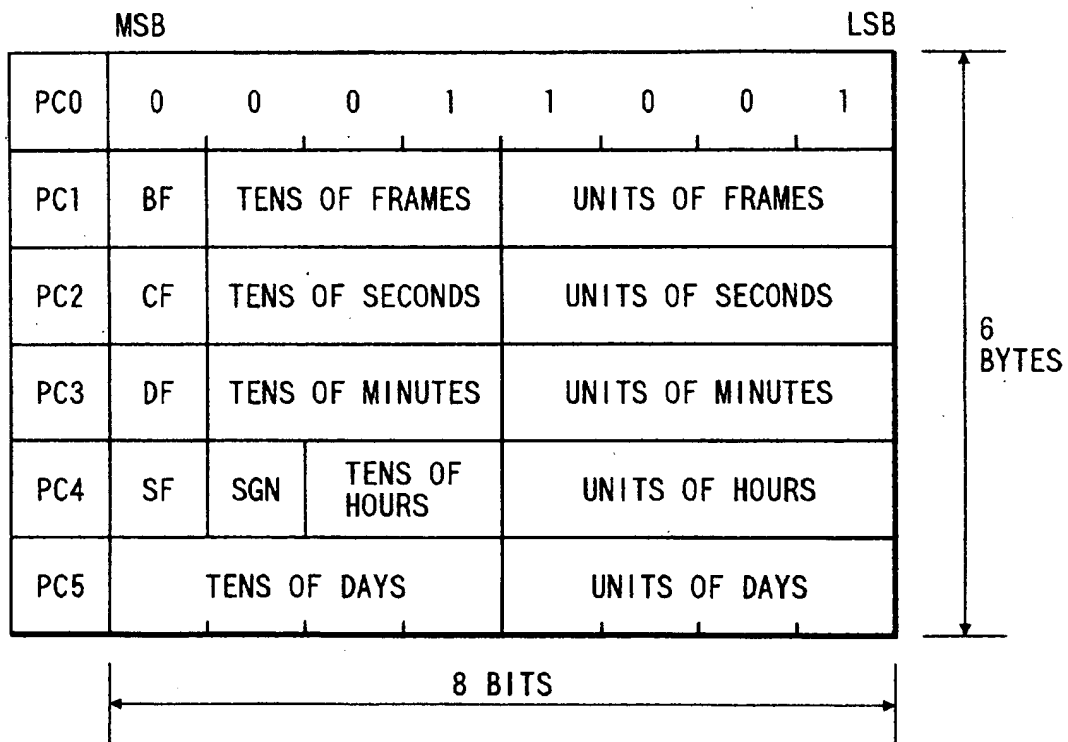 MSB LSB
PC0 0 0 0 1 1 0 0 1
PC1 BF TENS OF FRAMES UNITS OF FRAMES
PC2 CF TENS OF SECONDS UNITS OF SECONDS
PC3 DF TENS OF MINUTES UNITS OF MINUTES
PC4 SF SGN TENS OF HOURS UNITS OF HOURS
PC5 TENS OF DAYS UNITS OF DAYS
6 BYTES
8 BITS